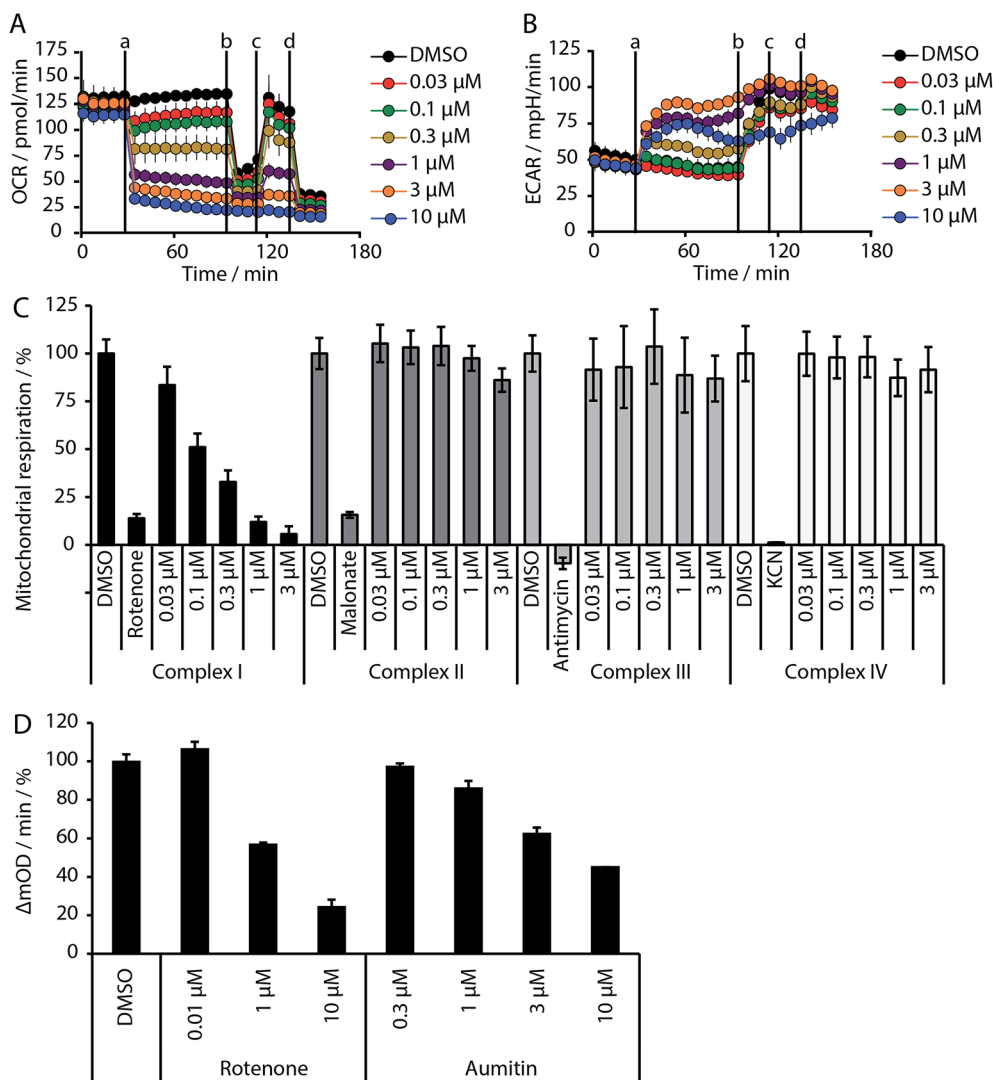 A
a
b
c
d
OCR / pmol/min
175
150
125
100
75
50
25
0
0
60
120
180
Time / min
DMSO
0.03 µM
0.1 µM
0.3 µM
1 µM
3 µM
10 µM
B
a
b
c
d
ECAR / mpH/min
125
100
75
50
25
0
0
60
120
180
Time / min
DMSO
0.03 µM
0.1 µM
0.3 µM
1 µM
3 µM
10 µM
C
Mitochondrial respiration / %
125
100
75
50
25
0
DMSO
Rotenone
0.03 µM
0.1 µM
0.3 µM
1 µM
3 µM
DMSO
Malonate
0.03 µM
0.1 µM
0.3 µM
1 µM
3 µM
DMSO
Antimycin
0.03 µM
0.1 µM
0.3 µM
1 µM
3 µM
DMSO
KCN
0.03 µM
0.1 µM
0.3 µM
1 µM
3 µM
Complex I
Complex II
Complex III
Complex IV
D
ΔmOD / min / %
120
100
80
60
40
20
0
DMSO
0.01 µM
1 µM
10 µM
0.3 µM
1 µM
3 µM
10 µM
Rotenone
Aumitin